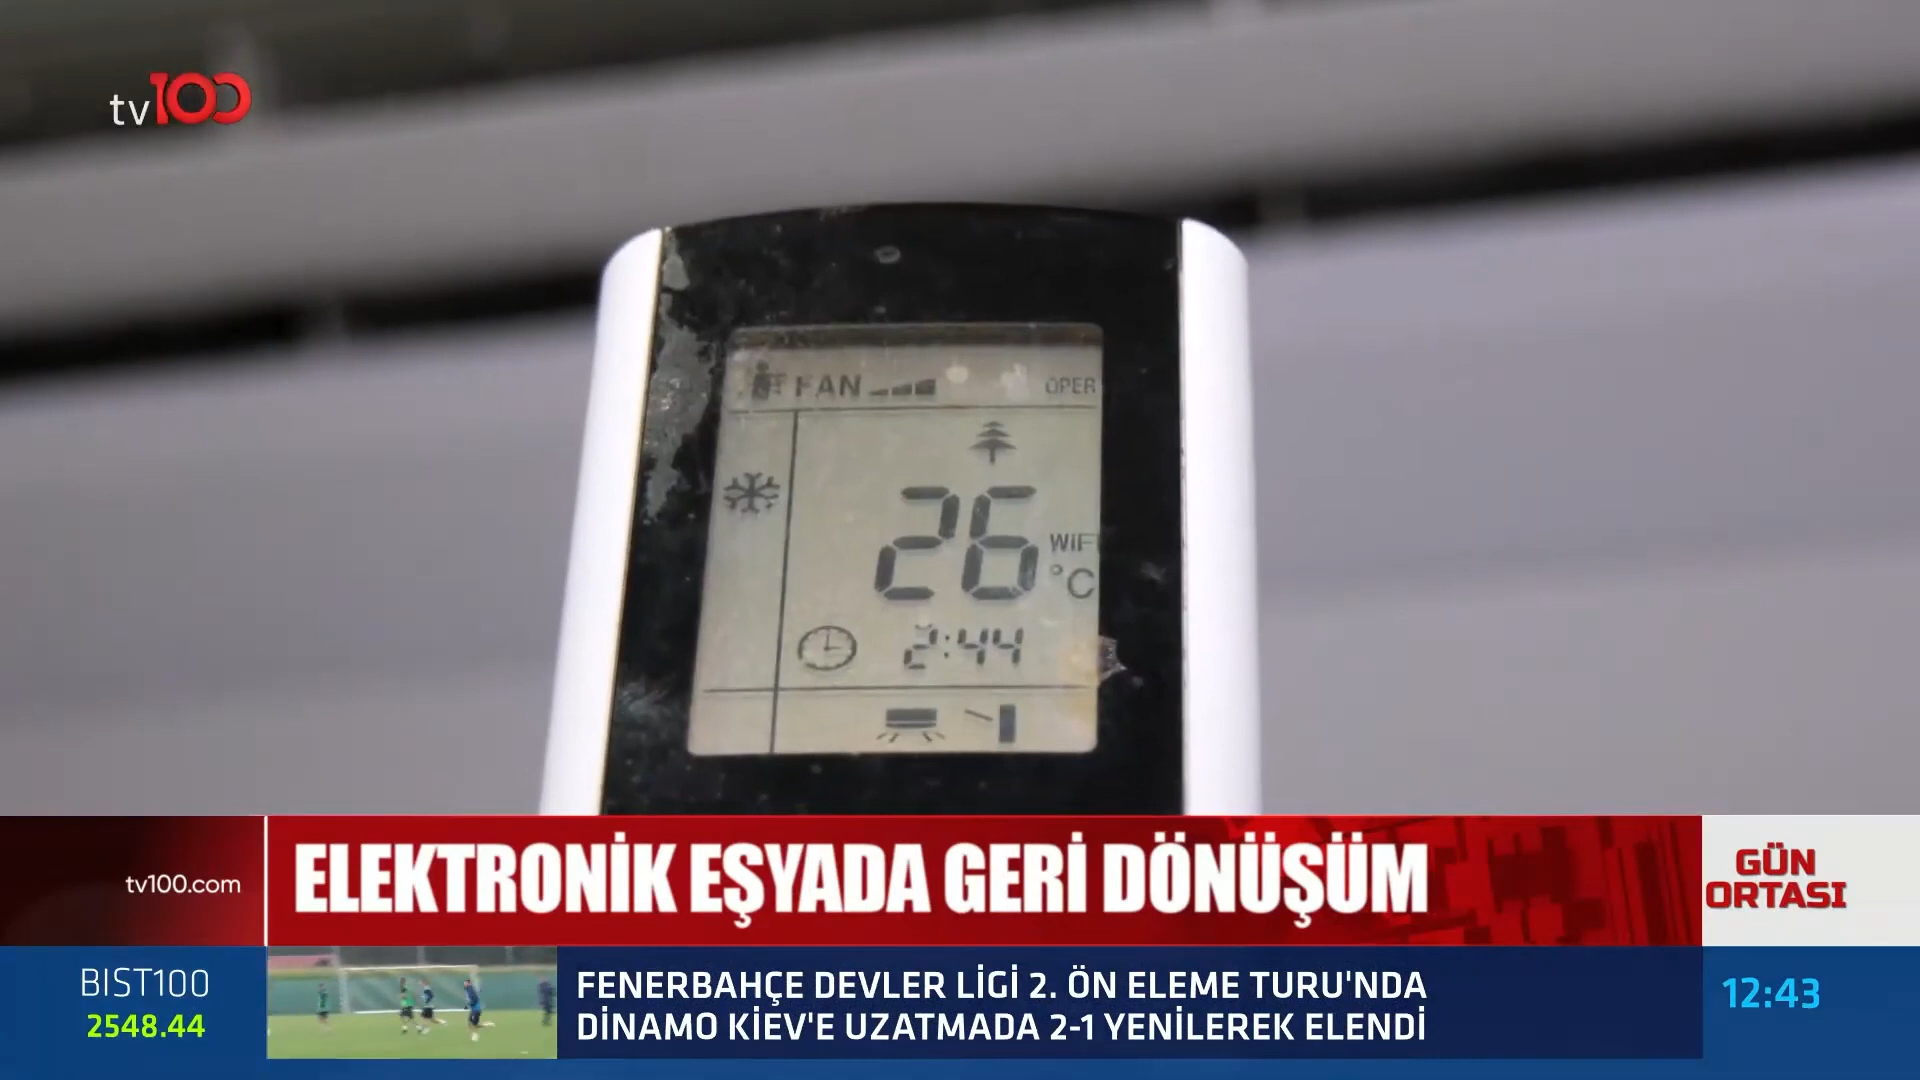 tv100
FAN
OPER
26
WIFI
°C
2:44
tv100.com
ELEKTRONİK EŞYADA GERİ DÖNÜŞÜM
GÜN
ORTASI
BIST100
2548.44
FENERBAHÇE DEVLER LİGİ 2. ÖN ELEME TURU'NDA
DİNAMO KİEV'E UZATMADA 2-1 YENİLEREK ELENDİ
12:43